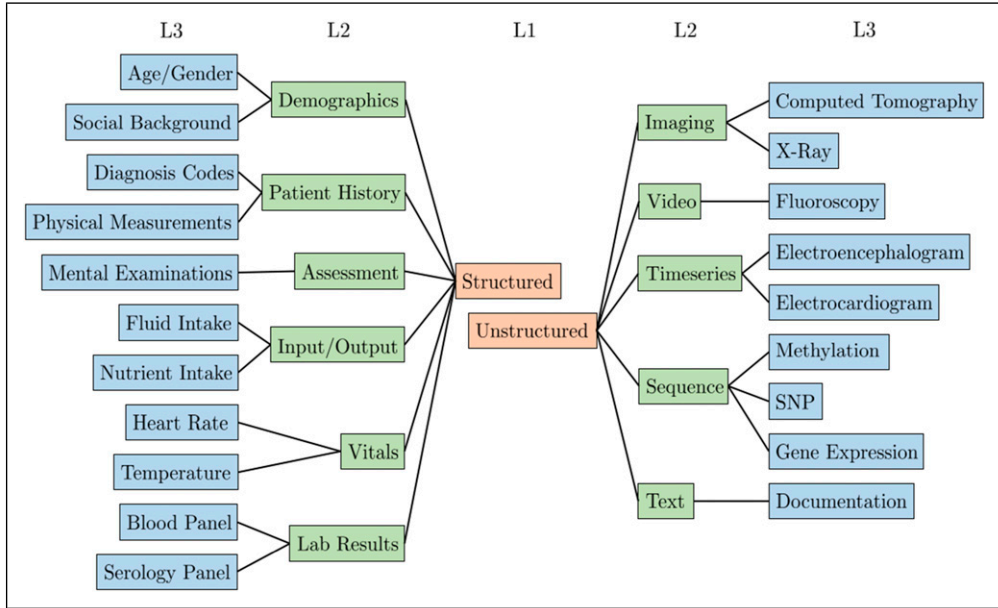 L3
L2
L1
L2
L3
Age/Gender
Social Background
Demographics
Diagnosis Codes
Physical Measurements
Patient History
Mental Examinations
Assessment
Fluid Intake
Nutrient Intake
Input/Output
Heart Rate
Temperature
Vitals
Blood Panel
Serology Panel
Lab Results
Structured
Unstructured
Imaging
Computed Tomography
X-Ray
Video
Fluoroscopy
Timeseries
Electroencephalogram
Electrocardiogram
Sequence
Methylation
SNP
Gene Expression
Text
Documentation